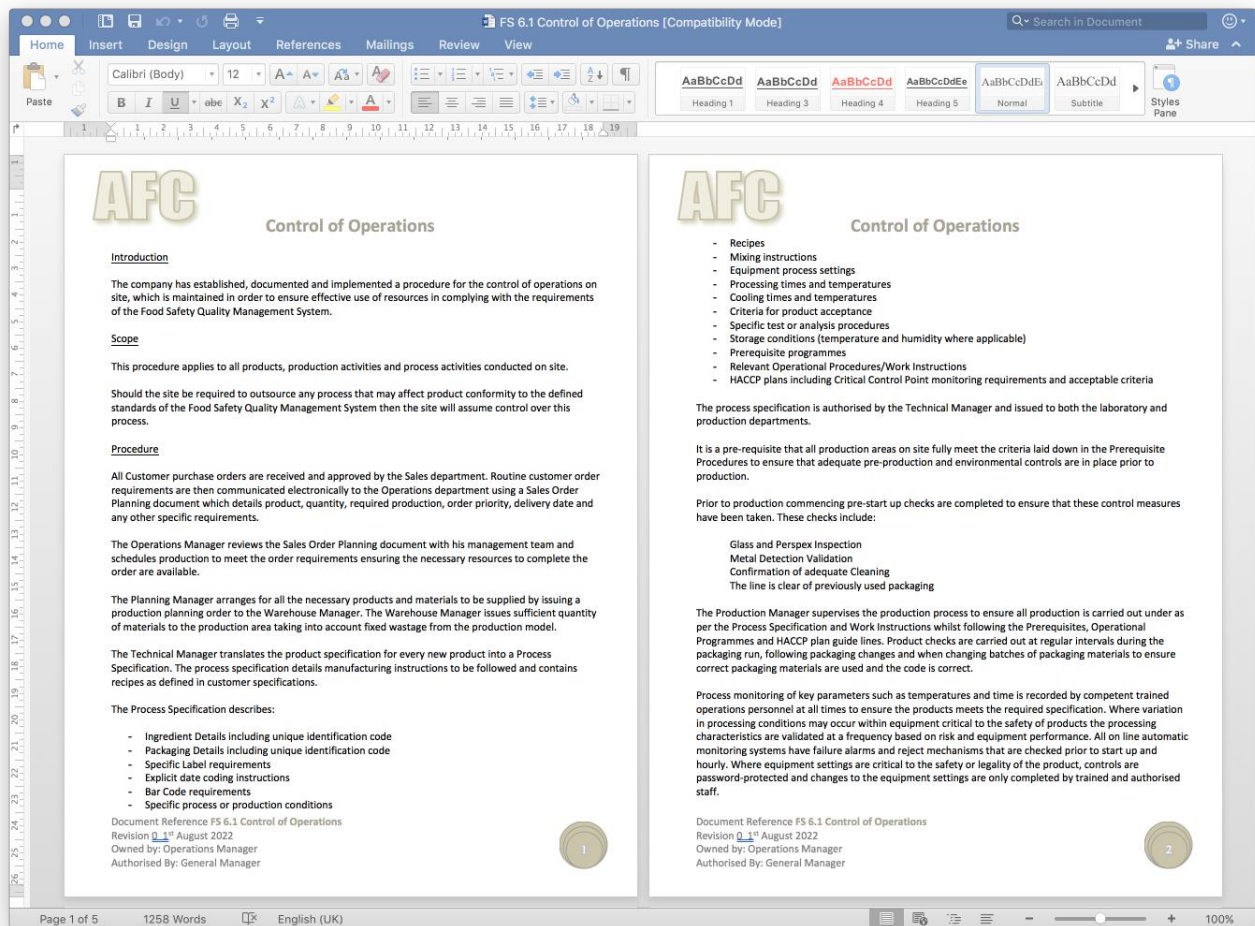 FS 6.1 Control of Operations [Compatibility Mode]
Search in Document
Home Insert Design Layout References Mailings Review View
Share
Paste
Calibri (Body) 12
B I U abc X₂ X²
AaBbCcDd AaBbCcDd AaBbCcDd AaBbCcDdEe AaBbCcDdEe AaBbCcDd
Heading 1 Heading 3 Heading 4 Heading 5 Normal Subtitle
Styles Pane
AFC
Control of Operations
Introduction
The company has established, documented and implemented a procedure for the control of operations on
site, which is maintained in order to ensure effective use of resources in complying with the requirements
of the Food Safety Quality Management System.
Scope
This procedure applies to all products, production activities and process activities conducted on site.
Should the site be required to outsource any process that may affect product conformity to the defined
standards of the Food Safety Quality Management System then the site will assume control over this
process.
Procedure
All Customer purchase orders are received and approved by the Sales department. Routine customer order
requirements are then communicated electronically to the Operations department using a Sales Order
Planning document which details product, quantity, required production, order priority, delivery date and
any other specific requirements.
The Operations Manager reviews the Sales Order Planning document with his management team and
schedules production to meet the order requirements ensuring the necessary resources to complete the
order are available.
The Planning Manager arranges for all the necessary products and materials to be supplied by issuing a
production planning order to the Warehouse Manager. The Warehouse Manager issues sufficient quantity
of materials to the production area taking into account fixed wastage from the production model.
The Technical Manager translates the product specification for every new product into a Process
Specification. The process specification details manufacturing instructions to be followed and contains
recipes as defined in customer specifications.
The Process Specification describes:
- Ingredient Details including unique identification code
- Packaging Details including unique identification code
- Specific Label requirements
- Explicit date coding instructions
- Bar Code requirements
- Specific process or production conditions
Document Reference FS 6.1 Control of Operations
Revision 0 1st August 2022
Owned by: Operations Manager
Authorised By: General Manager
1
AFC
Control of Operations
- Recipes
- Mixing instructions
- Equipment process settings
- Processing times and temperatures
- Cooling times and temperatures
- Criteria for product acceptance
- Specific test or analysis procedures
- Storage conditions (temperature and humidity where applicable)
- Prerequisite programmes
- Relevant Operational Procedures/Work Instructions
- HACCP plans including Critical Control Point monitoring requirements and acceptable criteria
The process specification is authorised by the Technical Manager and issued to both the laboratory and
production departments.
It is a pre-requisite that all production areas on site fully meet the criteria laid down in the Prerequisite
Procedures to ensure that adequate pre-production and environmental controls are in place prior to
production.
Prior to production commencing pre-start up checks are completed to ensure that these control measures
have been taken. These checks include:
Glass and Perspex Inspection
Metal Detection Validation
Confirmation of adequate Cleaning
The line is clear of previously used packaging
The Production Manager supervises the production process to ensure all production is carried out under as
per the Process Specification and Work Instructions whilst following the Prerequisites, Operational
Programmes and HACCP plan guide lines. Product checks are carried out at regular intervals during the
packaging run, following packaging changes and when changing batches of packaging materials to ensure
correct packaging materials are used and the code is correct.
Process monitoring of key parameters such as temperatures and time is recorded by competent trained
operations personnel at all times to ensure the products meets the required specification. Where variation
in processing conditions may occur within equipment critical to the safety of products the processing
characteristics are validated at a frequency based on risk and equipment performance. All on line automatic
monitoring systems have failure alarms and reject mechanisms that are checked prior to start up and
hourly. Where equipment settings are critical to the safety or legality of the product, controls are
password-protected and changes to the equipment settings are only completed by trained and authorised
staff.
Document Reference FS 6.1 Control of Operations
Revision 0 1st August 2022
Owned by: Operations Manager
Authorised By: General Manager
2
Page 1 of 5 1258 Words English (UK) 100%